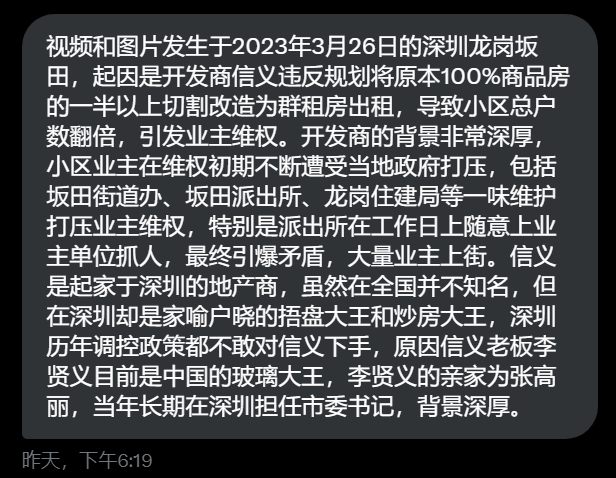 视频和图片发生于2023年3月26日的深圳龙岗坂
田，起因是开发商信义违反规划将原本100%商品房
的一半以上切割改造为群租房出租，导致小区总户
数翻倍，引发业主维权。开发商的背景非常深厚，
小区业主在维权初期不断遭受当地政府打压，包括
坂田街道办、坂田派出所、龙岗住建局等一味维护
打压业主维权，特别是派出所在工作日上随意上业
主单位抓人，最终引爆矛盾，大量业主上街。信义
是起家于深圳的地产商，虽然在全国并不知名，但
在深圳却是家喻户晓的捂盘大王和炒房大王，深圳
历年调控政策都不敢对信义下手，原因信义老板李
贤义目前是中国的玻璃大王，李贤义的亲家为张高
丽，当年长期在深圳担任市委书记，背景深厚。
昨天，下午6:19